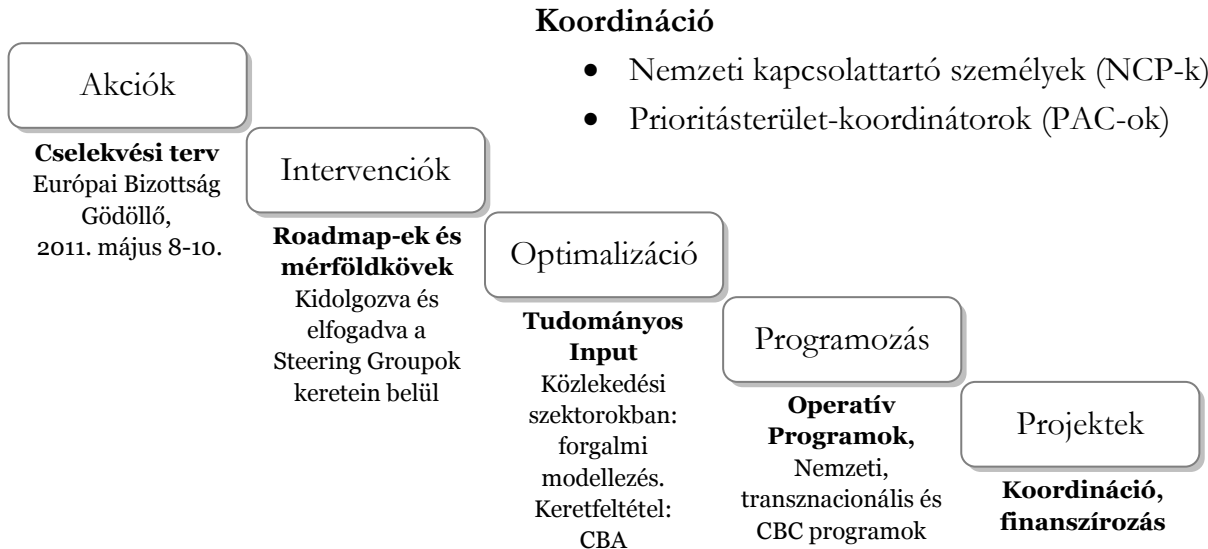 Koordináció
• Nemzeti kapcsolattartó személyek (NCP-k)
• Prioritásterület-koordinátorok (PAC-ok)
Akciók
Cselekvési terv
Európai Bizottság
Gödöllő,
2011. május 8-10.
Intervenciók
Roadmap-ek és
mérföldkövek
Kidolgozva és
elfogadva a
Steering Groupok
keretein belül
Optimalizáció
Tudományos
Input
Közlekedési
szektorokban:
forgalmi
modellezés.
Keretfeltétel:
CBA
Programozás
Operatív
Programok,
Nemzeti,
transznacionális és
CBC programok
Projektek
Koordináció,
finanszírozás